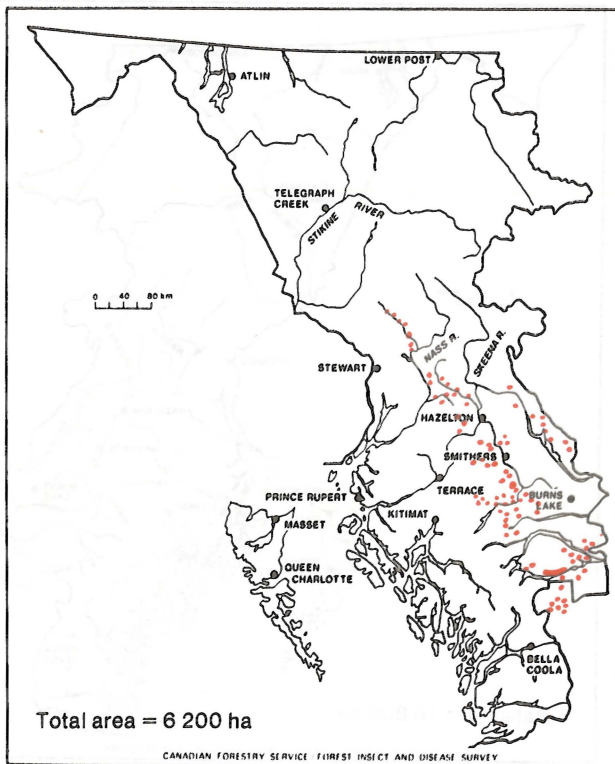 LOWER POST
ATLIN
TELEGRAPH
CREEK
STIKINE RIVER
0 40 80 km
NASS R.
SKEENA R.
STEWART
HAZELTON
SMITHERS
TERRACE
BURNS
LAKE
PRINCE RUPERT
KITIMAT
MASSET
QUEEN
CHARLOTTE
BELLA
COOLA
Total area = 6 200 ha
CANADIAN FORESTRY SERVICE FOREST INSECT AND DISEASE SURVEY